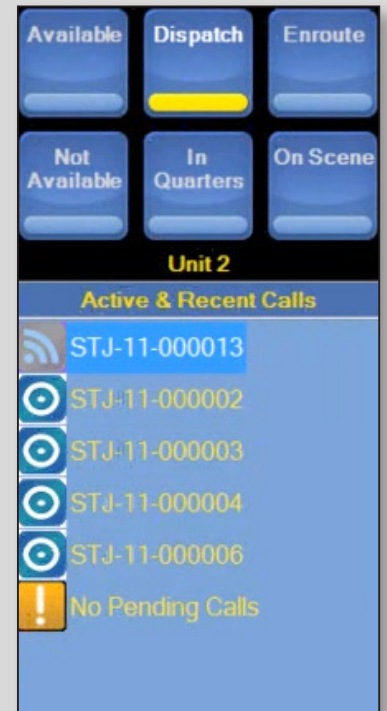 Available
Dispatch
Enroute
Not
Available
In
Quarters
On Scene
Unit 2
Active & Recent Calls
STJ-11-000013
STJ-11-000002
STJ-11-000003
STJ-11-000004
STJ-11-000006
No Pending Calls